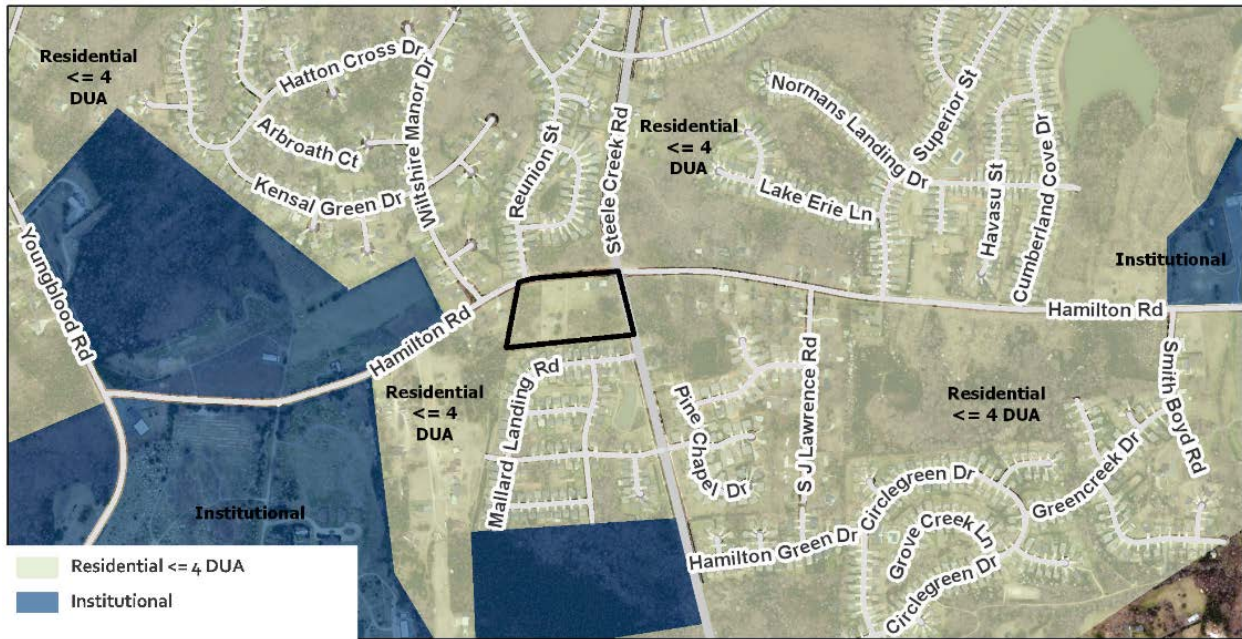 Residential
<= 4
DUA
Hatton Cross Dr
Arbroath Ct
Kensal Green Dr
Wiltshire Manor Dr
Reunion St
Steele Creek Rd
Residential
<= 4
DUA
Normans Landing Dr
Superior St
Lake Erie Ln
Havasu St
Cumberland Cove Dr
Institutional
Youngblood Rd
Hamilton Rd
Hamilton Rd
Residential
<= 4
DUA
Mallard Landing Rd
Pine Chapel Dr
S J Lawrence Rd
Residential
<= 4 DUA
Smith Boyd Rd
Greencreek Dr
Circlegreen Dr
Institutional
Hamilton Green Dr
Grove Creek Ln
Circlegreen Dr
Residential <= 4 DUA
Institutional